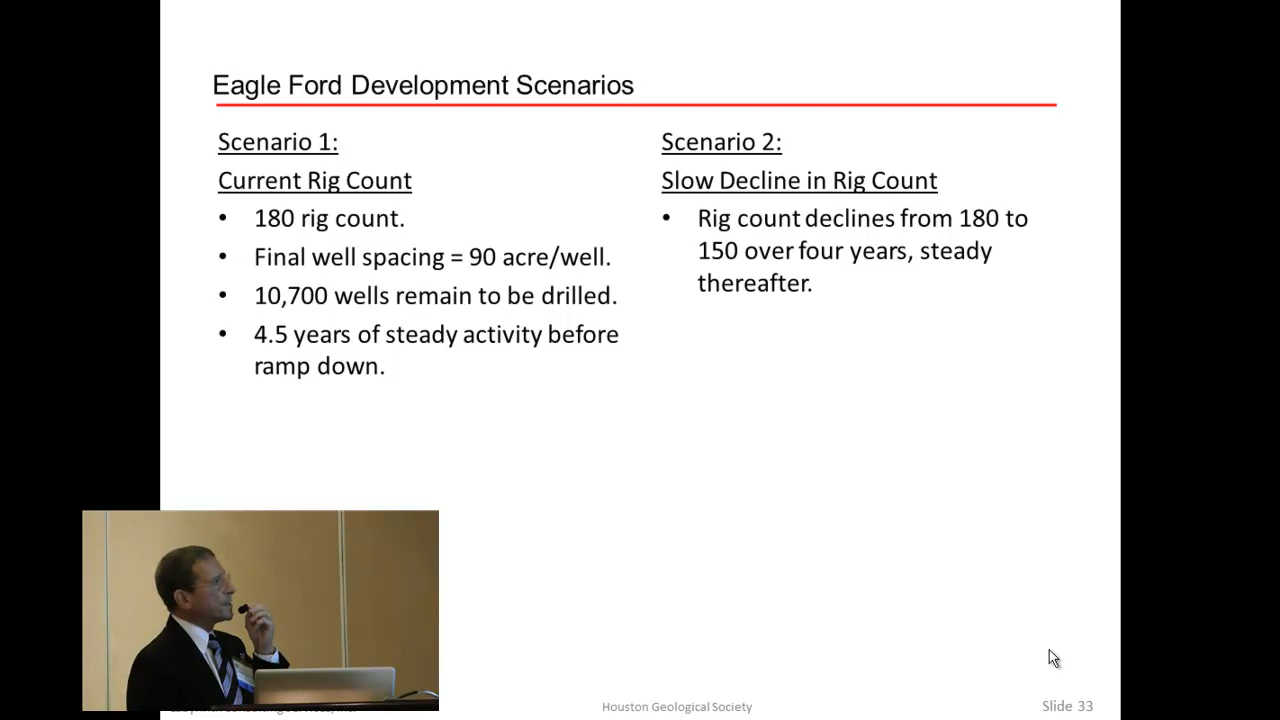 Eagle Ford Development Scenarios
Scenario 1:
Current Rig Count
• 180 rig count.
• Final well spacing = 90 acre/well.
• 10,700 wells remain to be drilled.
• 4.5 years of steady activity before
ramp down.
Scenario 2:
Slow Decline in Rig Count
• Rig count declines from 180 to
150 over four years, steady
thereafter.
Houston Geological Society
Slide 33